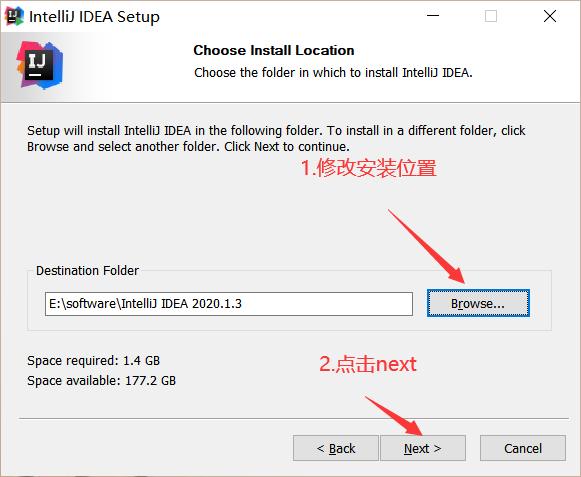 IntelliJ IDEA Setup
IJ
Choose Install Location
Choose the folder in which to install IntelliJ IDEA.
Setup will install IntelliJ IDEA in the following folder. To install in a different folder, click
Browse and select another folder. Click Next to continue.
1.修改安装位置
Destination Folder
E:\software\IntelliJ IDEA 2020.1.3
Browse...
Space required: 1.4 GB
Space available: 177.2 GB
2.点击next
< Back
Next >
Cancel